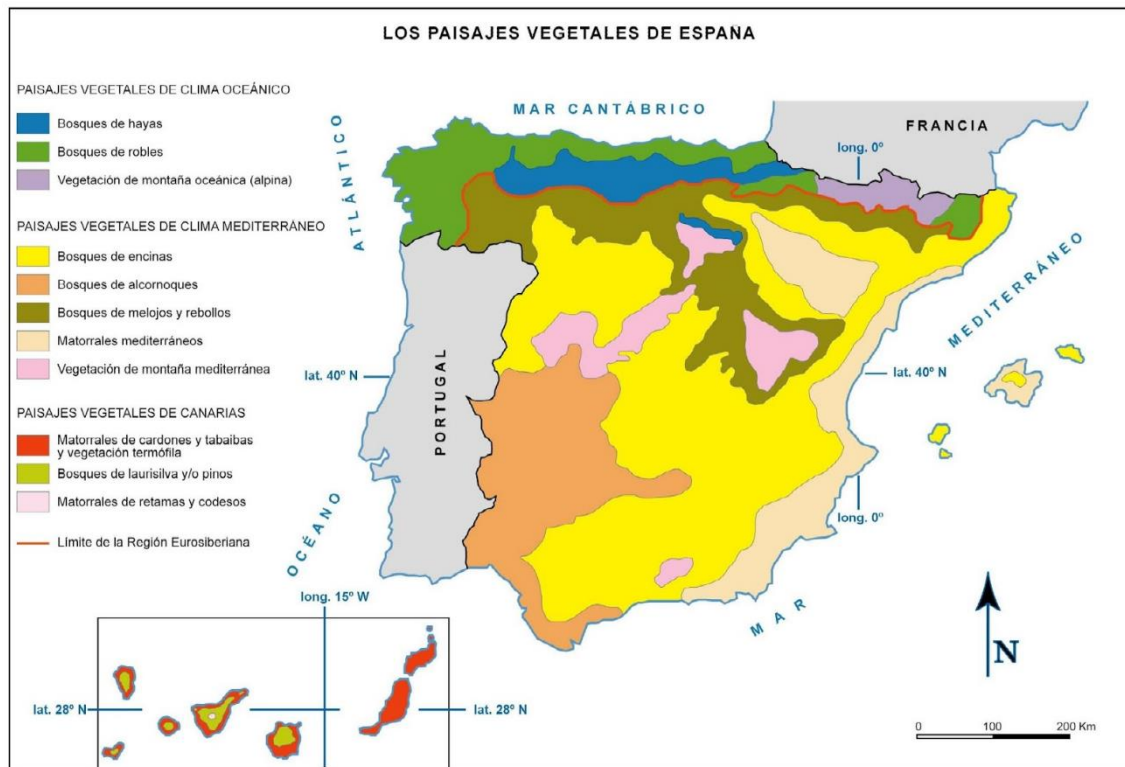 LOS PAISAJES VEGETALES DE ESPAÑA
PAISAJES VEGETALES DE CLIMA OCEÁNICO
Bosques de hayas
Bosques de robles
Vegetación de montaña oceánica (alpina)
PAISAJES VEGETALES DE CLIMA MEDITERRÁNEO
Bosques de encinas
Bosques de alcornoques
Bosques de melojos y rebollos
Matorrales mediterráneos
Vegetación de montaña mediterránea
PAISAJES VEGETALES DE CANARIAS
Matorrales de cardones y tabaibas
y vegetación termófila
Bosques de laurisilva y/o pinos
Matorrales de retamas y codesos
Límite de la Región Eurosiberiana
MAR CANTÁBRICO
FRANCIA
long. 0º
OCÉANO ATLÁNTICO
PORTUGAL
lat. 40º N
lat. 40º N
MAR MEDITERRÁNEO
long. 0º
long. 15º W
lat. 28º N
lat. 28º N
N
0 100 200 Km